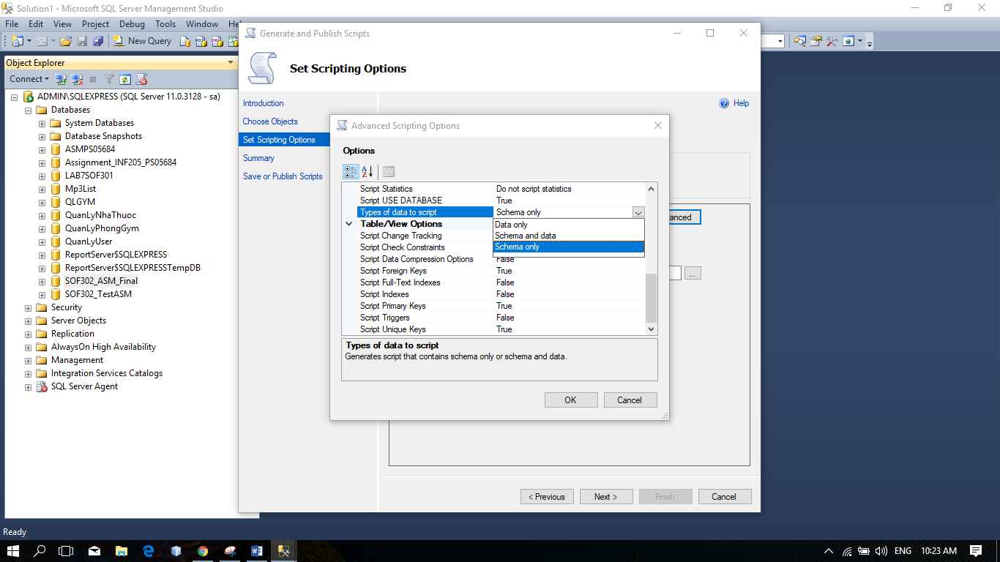 Solution1 - Microsoft SQL Server Management Studio
File Edit View Project Debug Tools Window
New Query
Object Explorer
Connect
ADMIN\SQLEXPRESS (SQL Server 11.0.3128 - sa)
Databases
System Databases
Database Snapshots
ASMPS05684
Assignment_INF205_PS05684
LAB7SOF301
Mp3List
QLGYM
QuanLyNhaThuoc
QuanLyPhongGym
QuanLyUser
ReportServer$SQLEXPRESS
ReportServer$SQLEXPRESSTempDB
SOF302_ASM_Final
SOF302_TestASM
Security
Server Objects
Replication
AlwaysOn High Availability
Management
Integration Services Catalogs
SQL Server Agent
Generate and Publish Scripts
Set Scripting Options
Introduction
Choose Objects
Set Scripting Options
Summary
Save or Publish Scripts
Help
Advanced Scripting Options
Options
Script Statistics Do not script statistics
Script USE DATABASE True
Types of data to script Schema only
Data only
Schema and data
Schema only
Table/View Options
Script Change Tracking
Script Check Constraints
Script Data Compression Options False
Script Foreign Keys True
Script Full-Text Indexes False
Script Indexes False
Script Primary Keys True
Script Triggers False
Script Unique Keys True
Types of data to script
Generates script that contains schema only or schema and data.
OK Cancel
...
< Previous Next > Finish Cancel
Ready
ENG 10:23 AM